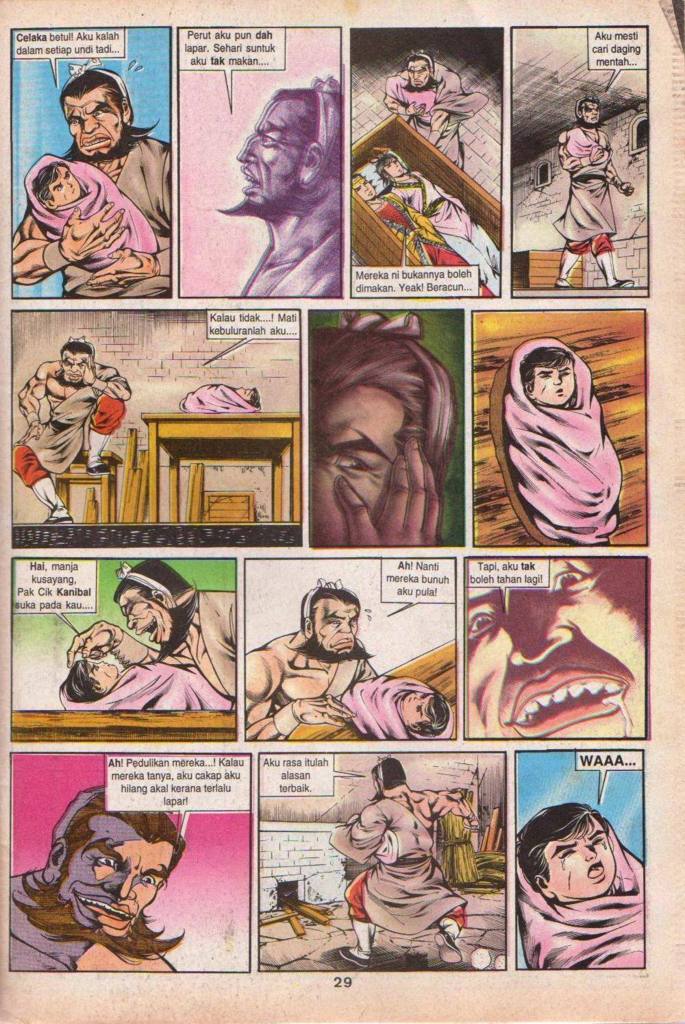 Celaka betul! Aku kalah
dalam setiap undi tadi...
Perut aku pun dah
lapar. Sehari suntuk
aku tak makan....
Mereka ni bukannya boleh
dimakan. Yeak! Beracun...
Aku mesti
cari daging
mentah...
Kalau tidak....! Mati
kebuluranlah aku....
Hai, manja
kusayang,
Pak Cik Kanibal
suka pada kau....
Ah! Nanti
mereka bunuh
aku pula!
Tapi, aku tak
boleh tahan lagi!
Ah! Pedulikan mereka...! Kalau
mereka tanya, aku cakap aku
hilang akal kerana terlalu
lapar!
Aku rasa itulah
alasan
terbaik.
WAAA...
29